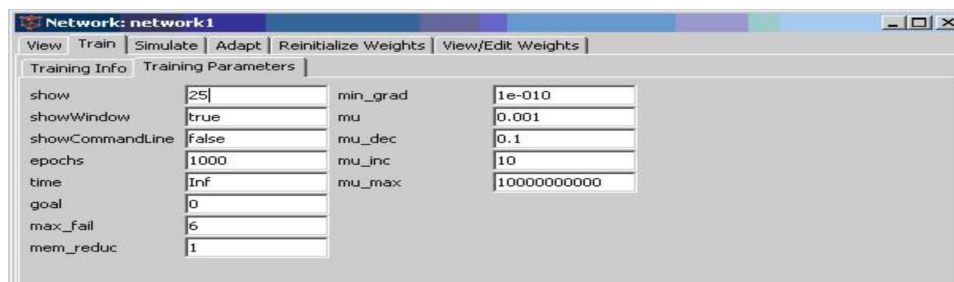 Network: network1
View Train Simulate Adapt Reinitialize Weights View/Edit Weights
Training Info Training Parameters
show 25 min_grad 1e-010
showWindow true mu 0.001
showCommandLine false mu_dec 0.1
epochs 1000 mu_inc 10
time Inf mu_max 10000000000
goal 0
max_fail 6
mem_reduc 1